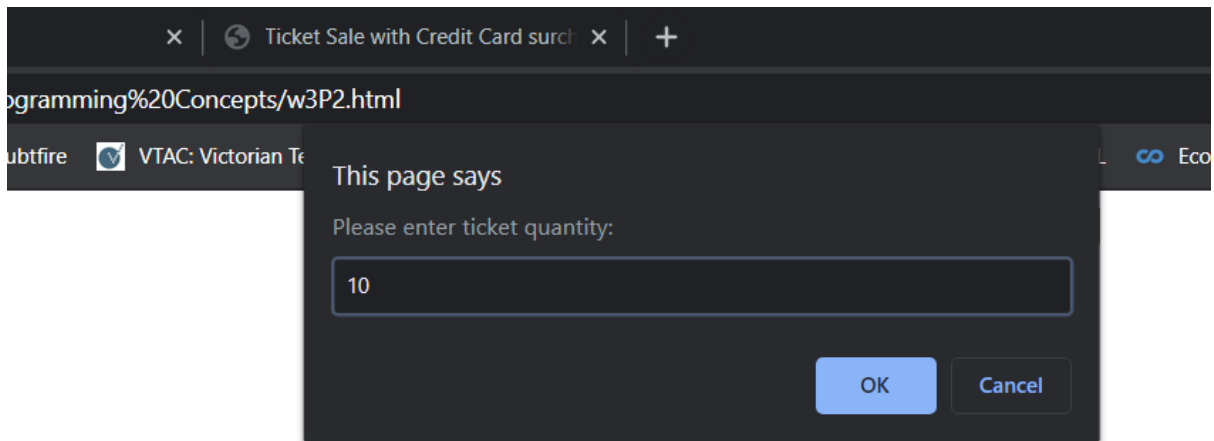 Ticket Sale with Credit Card surch
ogramming%20Concepts/w3P2.html
ubtfire VTAC: Victorian Te L Eco
This page says
Please enter ticket quantity:
10
OK Cancel